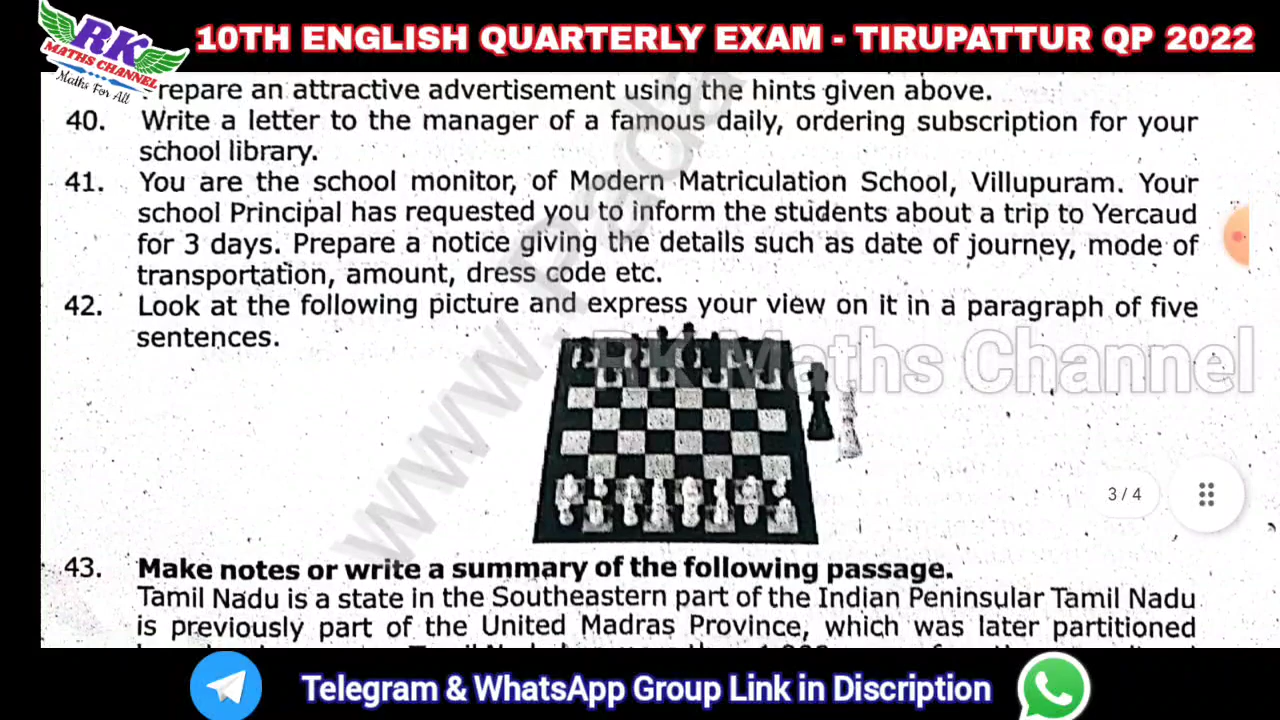 RK
MATHS CHANNEL
Maths For All
10TH ENGLISH QUARTERLY EXAM - TIRUPATTUR QP 2022
repare an attractive advertisement using the hints given above.
40. Write a letter to the manager of a famous daily, ordering subscription for your
school library.
41. You are the school monitor, of Modern Matriculation School, Villupuram. Your
school Principal has requested you to inform the students about a trip to Yercaud
for 3 days. Prepare a notice giving the details such as date of journey, mode of
transportation, amount, dress code etc.
42. Look at the following picture and express your view on it in a paragraph of five
sentences.
RK Maths Channel
www.Pada
3 / 4
43. Make notes or write a summary of the following passage.
Tamil Nadu is a state in the Southeastern part of the Indian Peninsular Tamil Nadu
is previously part of the United Madras Province, which was later partitioned
Telegram & WhatsApp Group Link in Discription